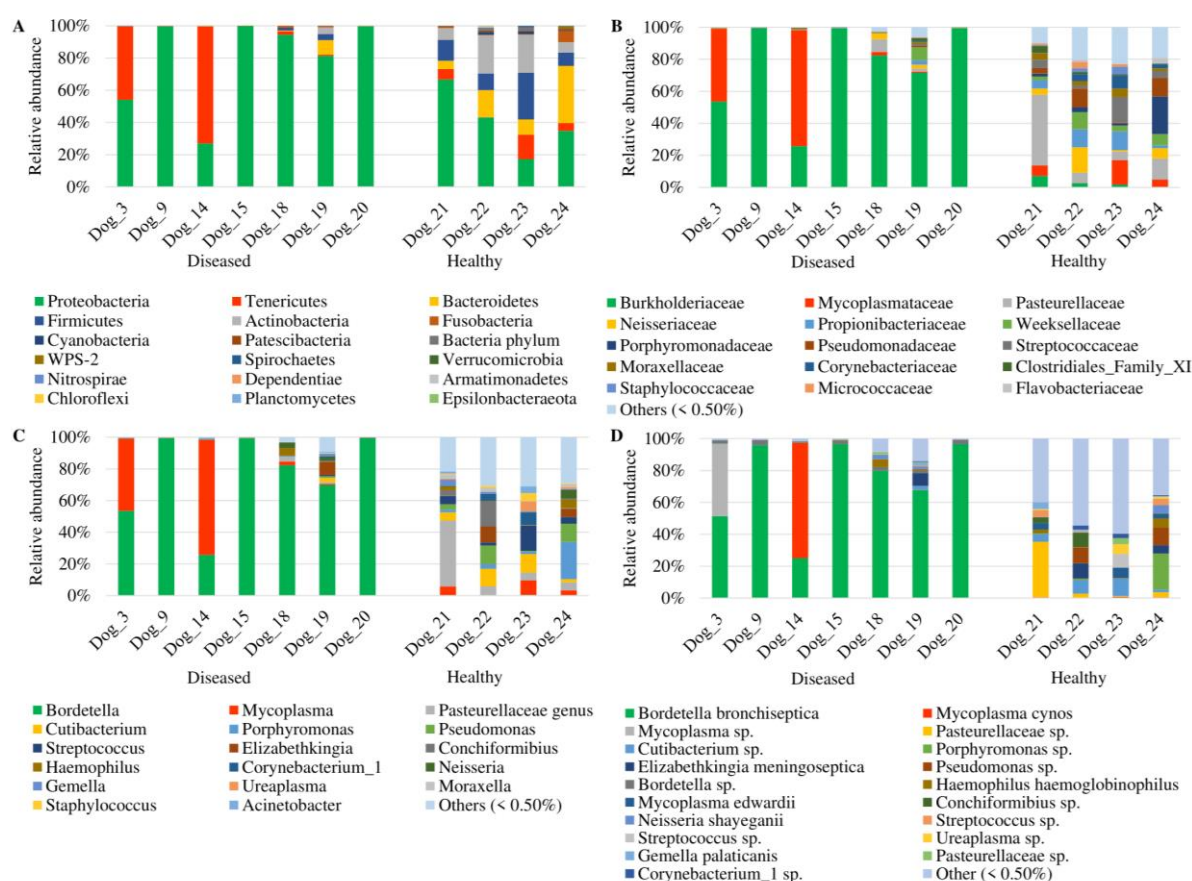 A
Relative abundance
100%
80%
60%
40%
20%
0%
Dog_3
Dog_9
Dog_14
Dog_15
Dog_18
Dog_19
Dog_20
Dog_21
Dog_22
Dog_23
Dog_24
Diseased
Healthy
Proteobacteria
Tenericutes
Bacteroidetes
Firmicutes
Actinobacteria
Fusobacteria
Cyanobacteria
Patescibacteria
Bacteria phylum
WPS-2
Spirochaetes
Verrucomicrobia
Nitrospirae
Dependentiae
Armatimonadetes
Chloroflexi
Planctomycetes
Epsilonbacteraeota
B
Relative abundance
100%
80%
60%
40%
20%
0%
Dog_3
Dog_9
Dog_14
Dog_15
Dog_18
Dog_19
Dog_20
Dog_21
Dog_22
Dog_23
Dog_24
Diseased
Healthy
Burkholderiaceae
Mycoplasmataceae
Pasteurellaceae
Neisseriaceae
Propionibacteriaceae
Weeksellaceae
Porphyromonadaceae
Pseudomonadaceae
Streptococcaceae
Moraxellaceae
Corynebacteriaceae
Clostridiales_Family_XI
Staphylococcaceae
Micrococcaceae
Flavobacteriaceae
Others (< 0.50%)
C
Relative abundance
100%
80%
60%
40%
20%
0%
Dog_3
Dog_9
Dog_14
Dog_15
Dog_18
Dog_19
Dog_20
Dog_21
Dog_22
Dog_23
Dog_24
Diseased
Healthy
Bordetella
Mycoplasma
Pasteurellaceae genus
Cutibacterium
Porphyromonas
Pseudomonas
Streptococcus
Elizabethkingia
Conchiformibius
Haemophilus
Corynebacterium_1
Neisseria
Gemella
Ureaplasma
Moraxella
Staphylococcus
Acinetobacter
Others (< 0.50%)
D
Relative abundance
100%
80%
60%
40%
20%
0%
Dog_3
Dog_9
Dog_14
Dog_15
Dog_18
Dog_19
Dog_20
Dog_21
Dog_22
Dog_23
Dog_24
Diseased
Healthy
Bordetella bronchiseptica
Mycoplasma cynos
Mycoplasma sp.
Pasteurellaceae sp.
Cutibacterium sp.
Porphyromonas sp.
Elizabethkingia meningoseptica
Pseudomonas sp.
Bordetella sp.
Haemophilus haemoglobinophilus
Mycoplasma edwardii
Conchiformibius sp.
Neisseria shayeganii
Streptococcus sp.
Streptococcus sp.
Ureaplasma sp.
Gemella palaticanis
Pasteurellaceae sp.
Corynebacterium_1 sp.
Other (< 0.50%)